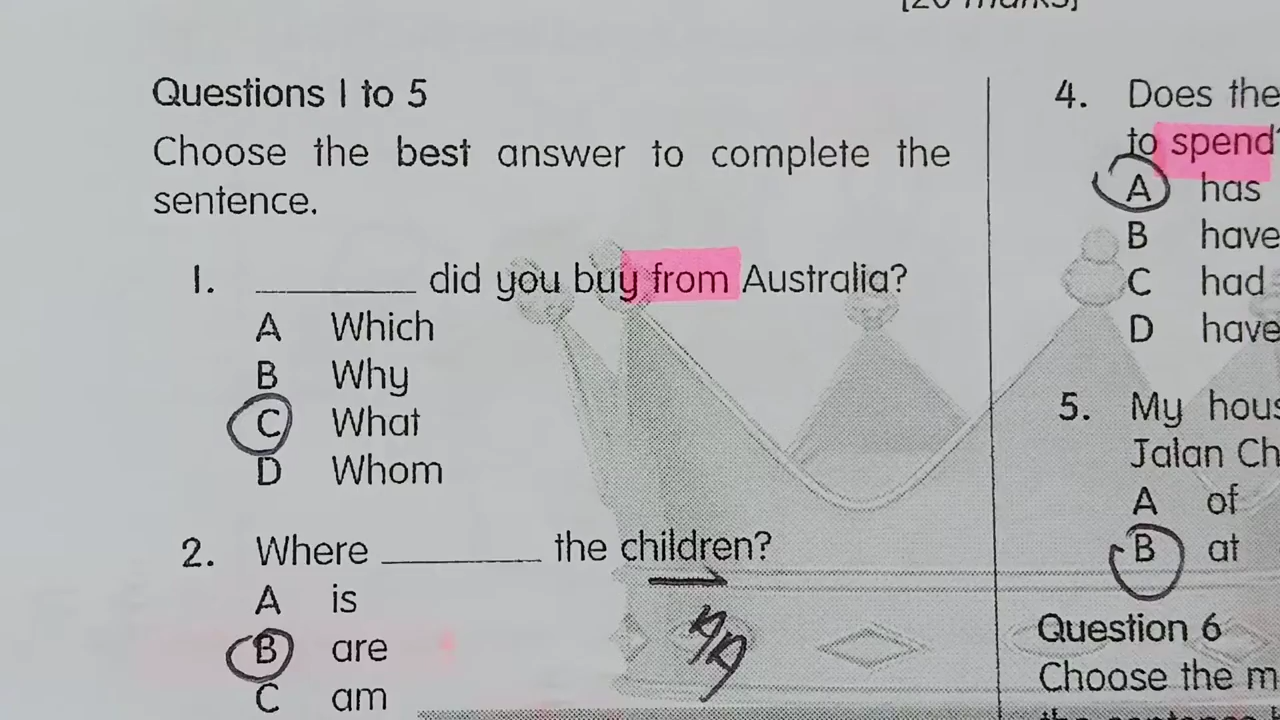 [20 marks]
Questions 1 to 5
Choose the best answer to complete the
sentence.
1. ________ did you buy from Australia?
A Which
B Why
C What
D Whom
2. Where ________ the children?
A is
B are
C am
4. Does the
to spend
A has
B have
C had
D have
5. My hous
Jalan Ch
A of
B at
Question 6
Choose the m